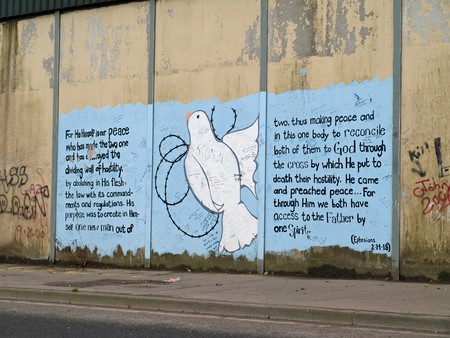 For He Himself is our peace
who has made the two one
and has destroyed the
dividing wall of hostility.
by abolishing in His flesh
the law with its command-
ments and regulations. His
purpose was to create in Him-
self one new man out of
two, thus making peace and
in this one body to reconcile
both of them to God through
the cross by which He put to
death their hostility. He came
and preached peace... For
through Him we both have
access to the Father by
one Spirit.
(Ephesians
2:14-18)